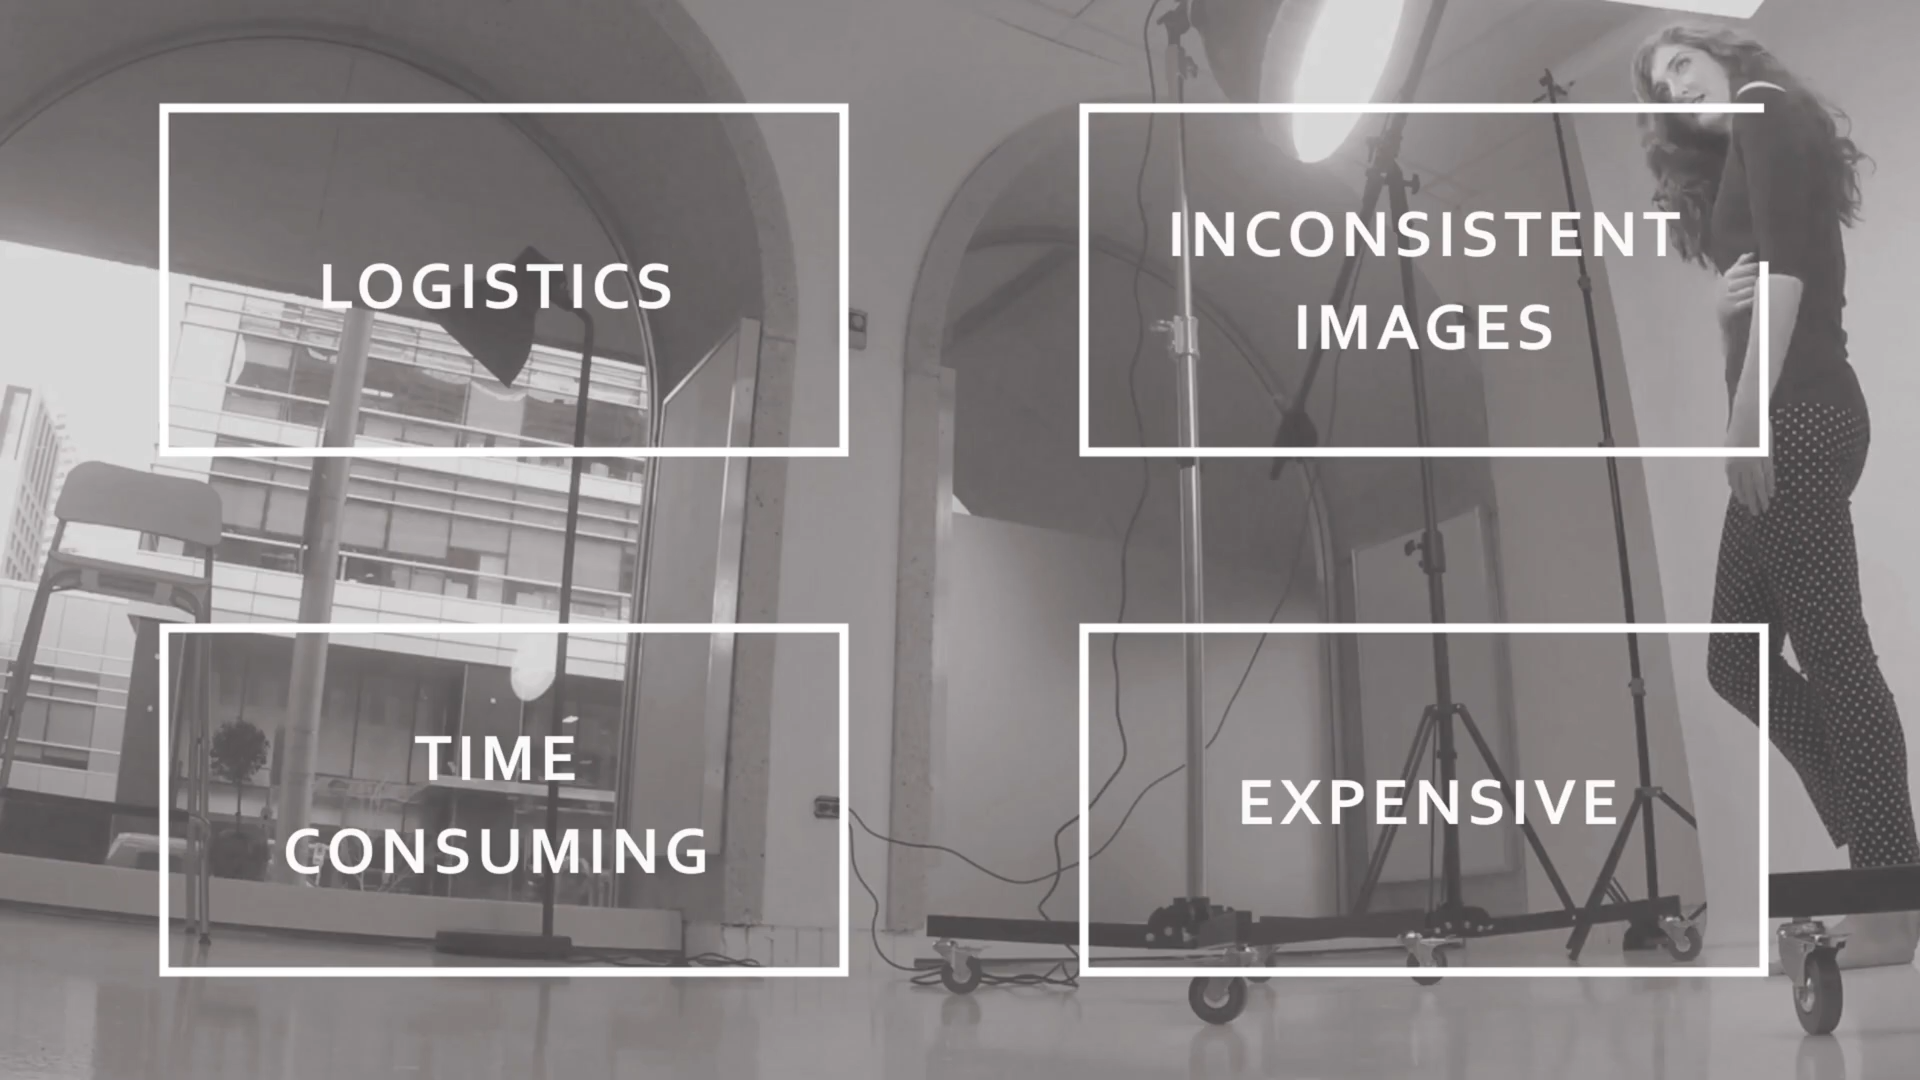 LOGISTICS
INCONSISTENT
IMAGES
TIME
CONSUMING
EXPENSIVE